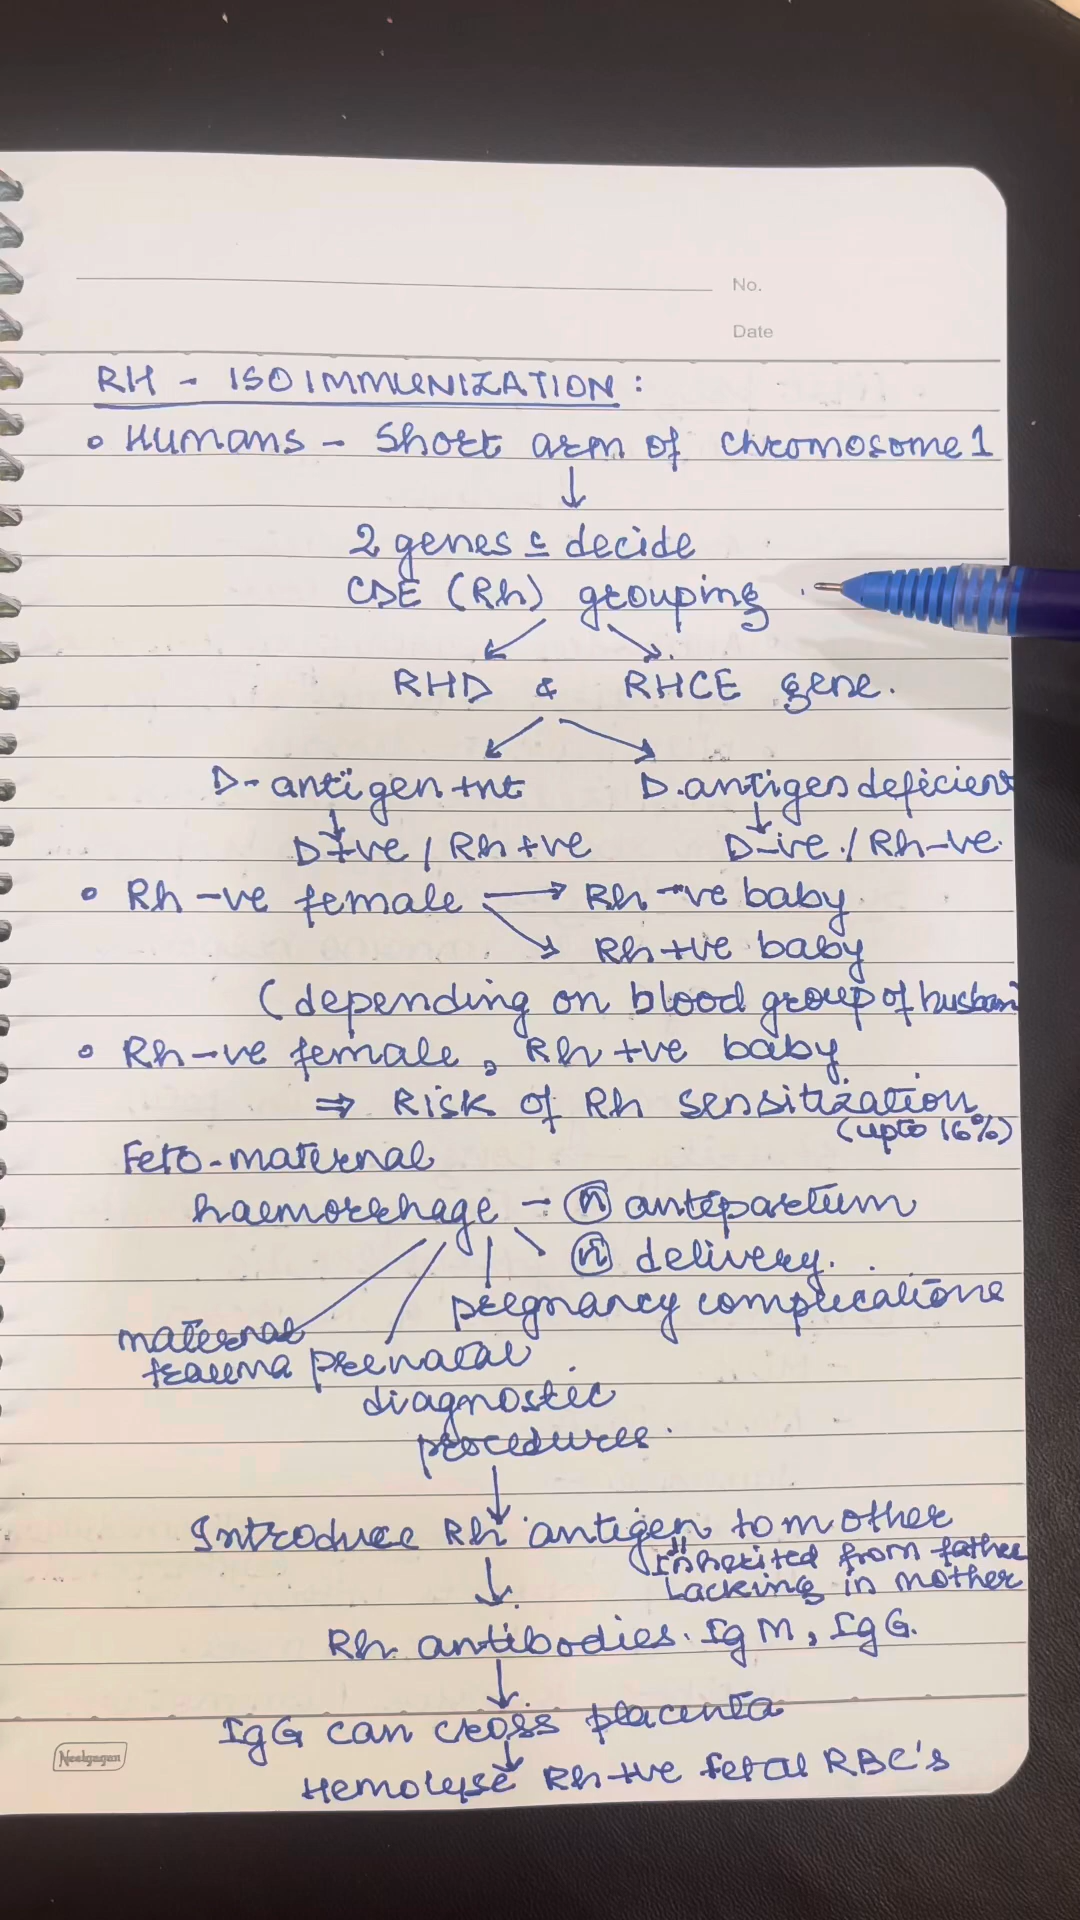 No.
Date
RH - ISOIMMUNIZATION :
• Humans - Short arm of chromosome 1
↓
2 genes c̄ decide
CDE (Rh) grouping
RHD & RHCE gene.
D-antigen +nt D.antigen deficient
↓ ↓
D+ve / Rh +ve D-ve / Rh-ve.
• Rh -ve female → Rh -ve baby
→ Rh +ve baby
(depending on blood group of husban
• Rh -ve female, Rh +ve baby
⇒ Risk of Rh sensitization
(upto 16%)
Feto-maternal
haemorrhage - (n) antepartum
(n) delivery.
pregnancy complications
maternal
trauma prenatal
diagnostic
procedures.
↓
Introduce Rh antigen to mother
Inherited from father
Lacking in mother
↓
Rh antibodies. IgM, IgG.
↓
IgG can cross placenta
↓
Hemolyse Rh +ve fetal RBC's
Neelgagan